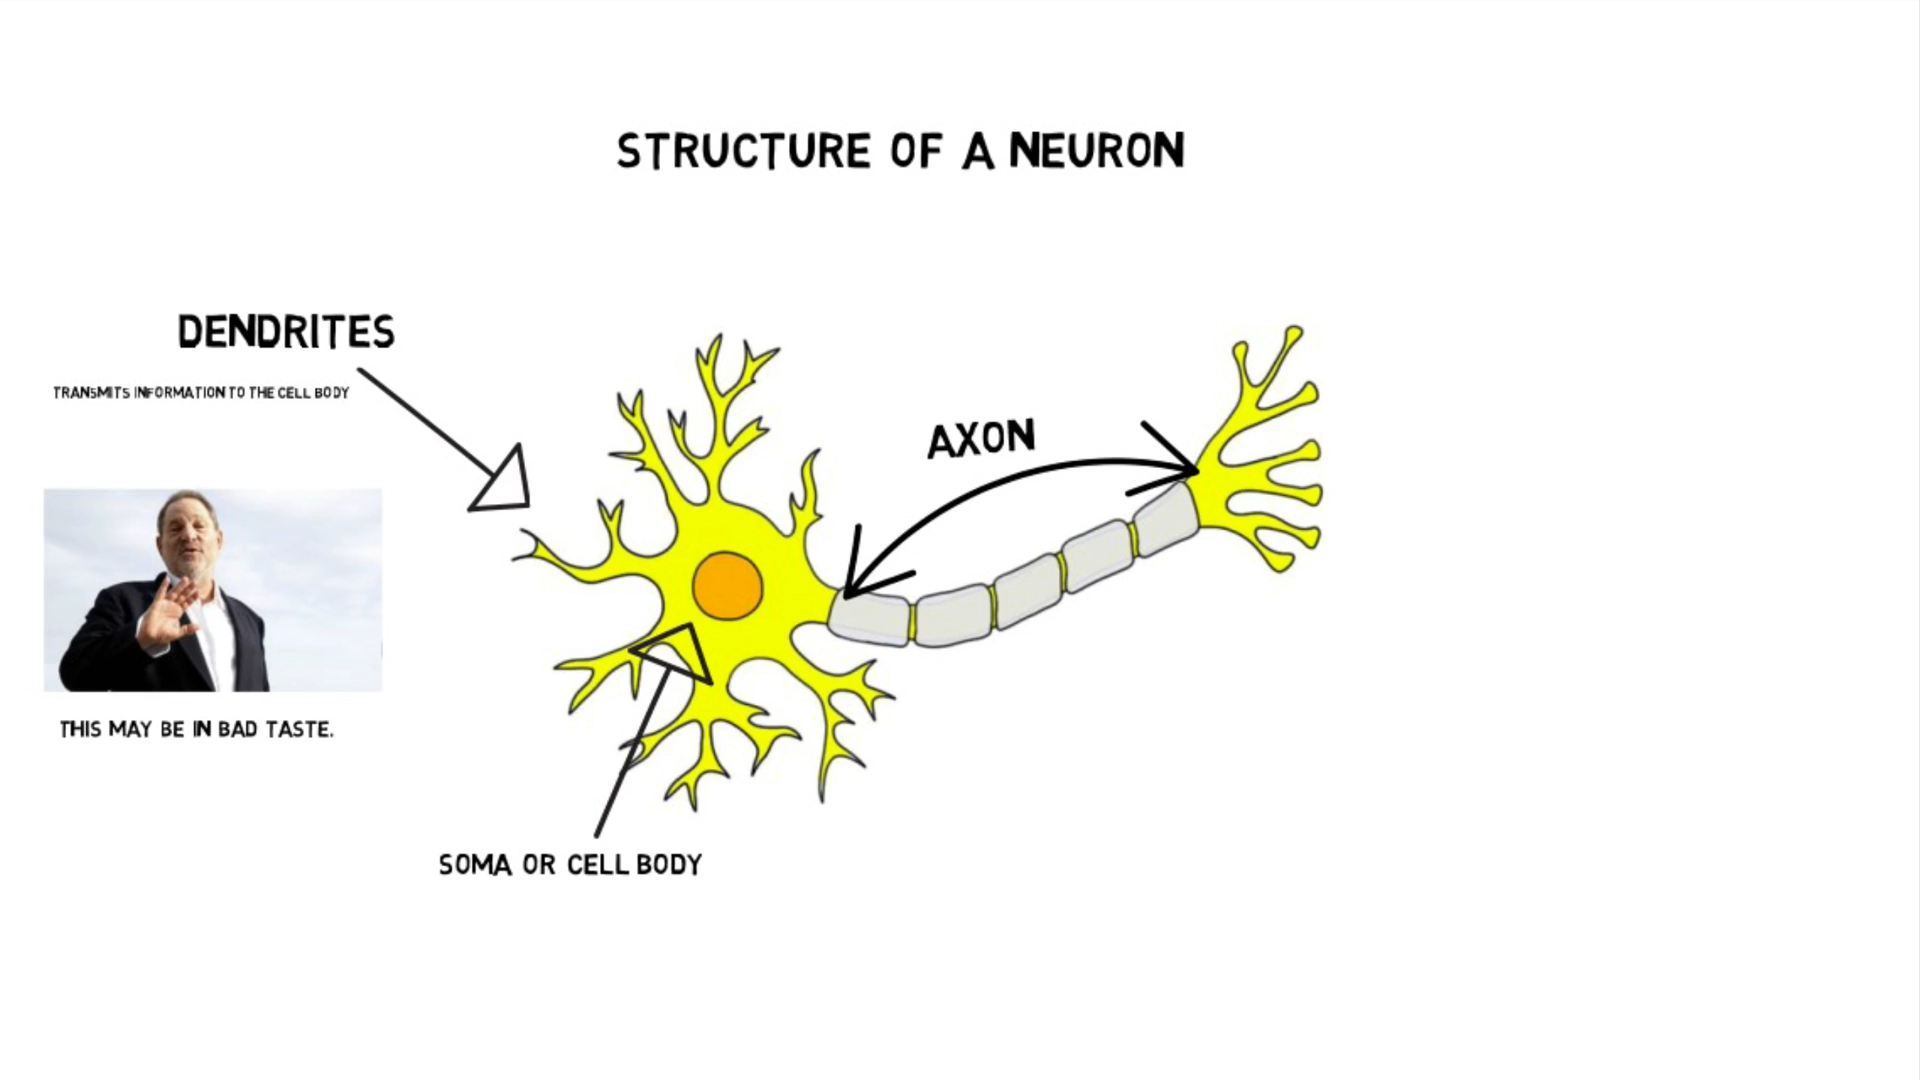 STRUCTURE OF A NEURON
DENDRITES
TRANSMITS INFORMATION TO THE CELL BODY
AXON
THIS MAY BE IN BAD TASTE.
SOMA OR CELL BODY